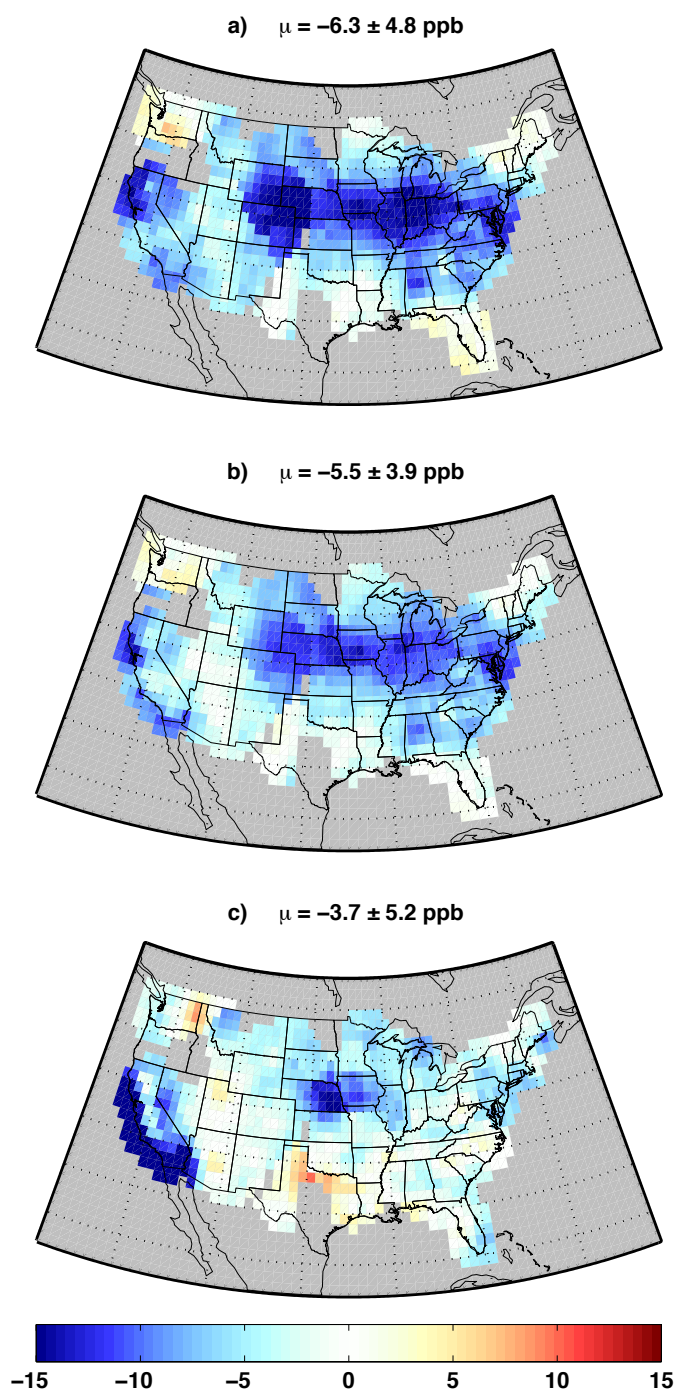 a) μ = −6.3 ± 4.8 ppb
b) μ = −5.5 ± 3.9 ppb
c) μ = −3.7 ± 5.2 ppb
−15 −10 −5 0 5 10 15